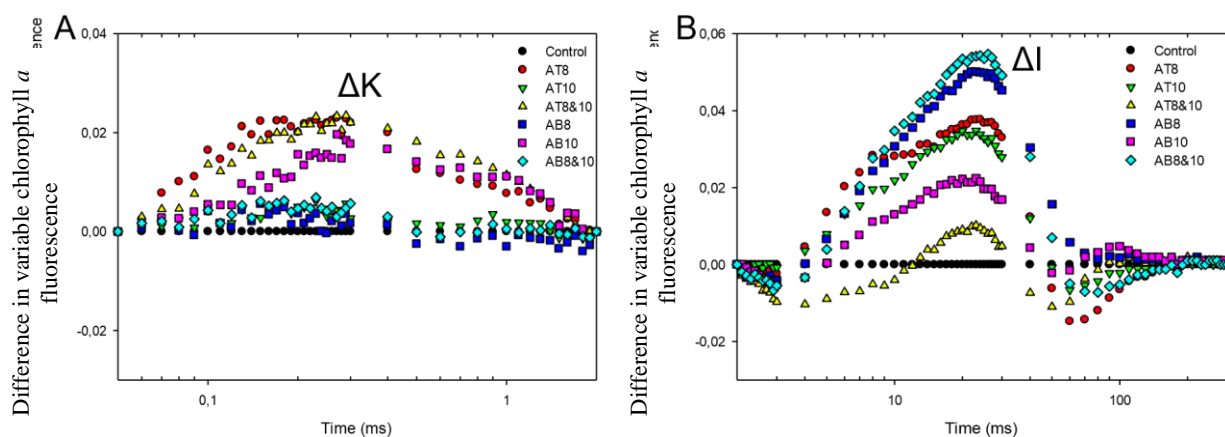 A
ence
0,04
0,02
0,00
-0,02
Difference in variable chlorophyll a
fluorescence
ΔK
Control
AT8
AT10
AT8&10
AB8
AB10
AB8&10
0,1
1
Time (ms)
B
ence
0,06
0,04
0,02
0,00
-0,02
Difference in variable chlorophyll a
fluorescence
ΔI
Control
AT8
AT10
AT8&10
AB8
AB10
AB8&10
10
100
Time (ms)